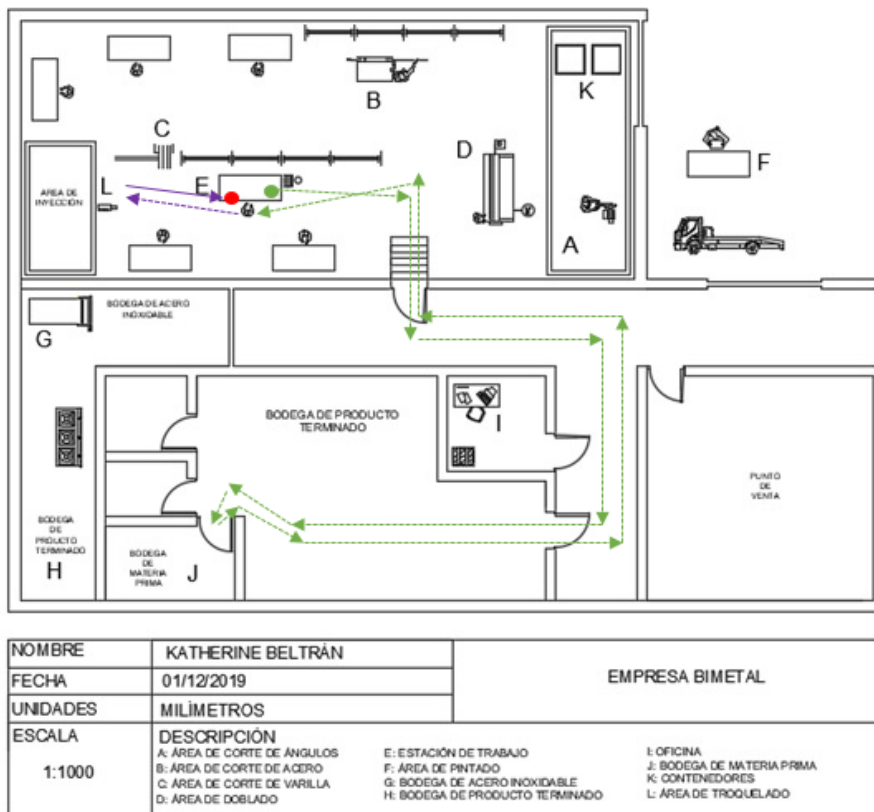 K
B
C
D
F
L
E
ÁREA DE
INYECCIÓN
A
BODEGA DE ACERO
INOXIDABLE
G
BODEGA DE PRODUCTO
TERMINADO
I
PUNTO
DE
VENTA
BODEGA
DE
PROUCTO
TERMINADO
H
BODEGA
DE
MATERIA
PRIMA
J
NOMBRE
KATHERINE BELTRÁN
EMPRESA BIMETAL
FECHA
01/12/2019
UNIDADES
MILÌMETROS
ESCALA
1:1000
DESCRIPCIÓN
A: ÁREA DE CORTE DE ÁNGULOS
B: ÁREA DE CORTE DE ACERO
C: ÁREA DE CORTE DE VARILLA
D: ÁREA DE DOBLADO
E: ESTACIÓN DE TRABAJO
F: ÁREA DE PINTADO
G: BODEGA DE ACERO INOXIDABLE
H: BODEGA DE PRODUCTO TERMINADO
I: OFICINA
J: BODEGA DE MATERIA PRIMA
K: CONTENEDORES
L: ÁREA DE TROQUELADO